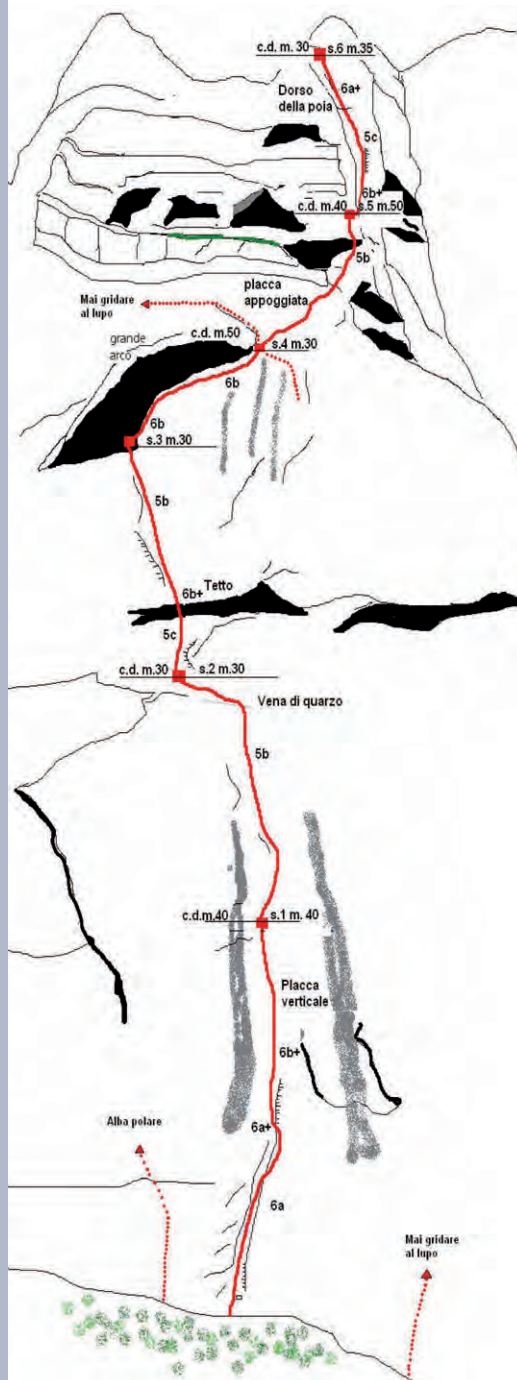 c.d. m. 30 s.6 m.35
6a+
Dorso
della poia
5c
6b+
c.d. m.40 s.5 m.50
5b
placca
appoggiata
Mai gridare
al lupo
c.d. m.50 s.4 m.30
grande
arco
6b
6b
s.3 m.30
5b
6b+ Tetto
5c
c.d. m.30 s.2 m.30
Vena di quarzo
5b
c.d.m.40 s.1 m. 40
Placca
verticale
6b+
Alba polare
6a+
6a
Mai gridare
al lupo